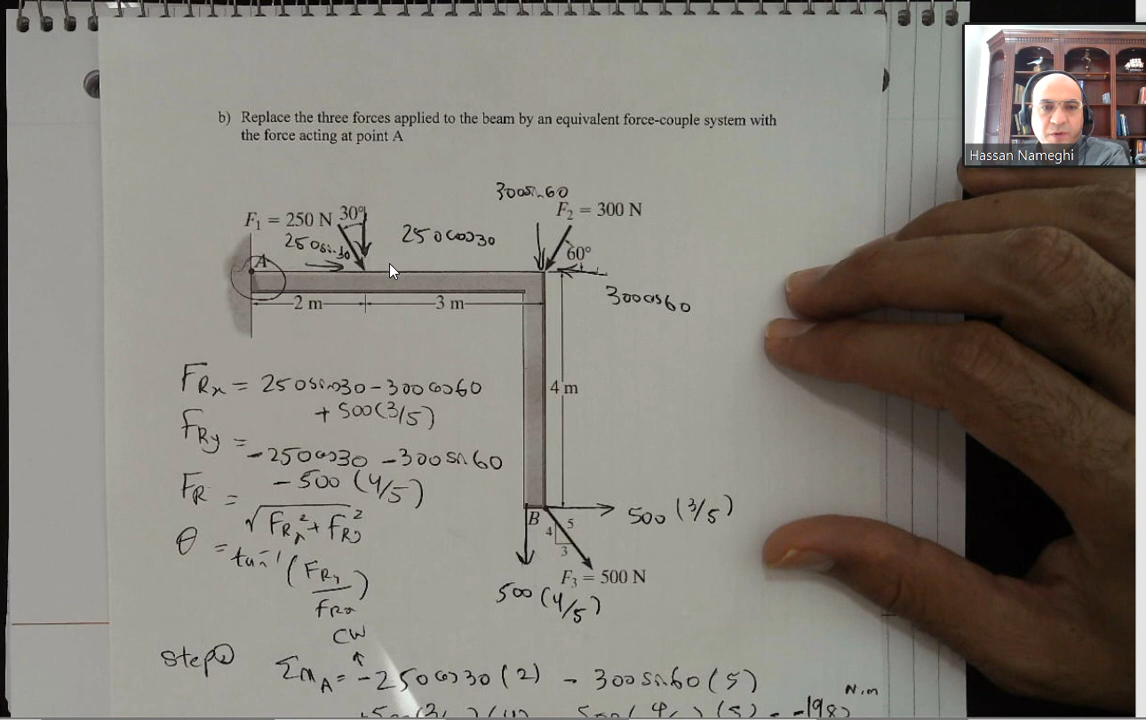 b) Replace the three forces applied to the beam by an equivalent force-couple system with
the force acting at point A
Hassan Nameghi
300sin60
F₂ = 300 N
F₁ = 250 N 30°
250cos30
250sin30
60°
A
300cos60
2 m
3 m
4 m
FRx = 250sin30 - 300cos60
+ 500(3/5)
FRy = -250cos30 - 300sin60
- 500 (4/5)
FR = √FRx² + FRy²
θ = tan⁻¹ (FRy / FRx)
B
5
4
3
500 (3/5)
F₃ = 500 N
500 (4/5)
CW
step②
ΣMA = -250cos30 (2) - 300sin60 (5)
N.m